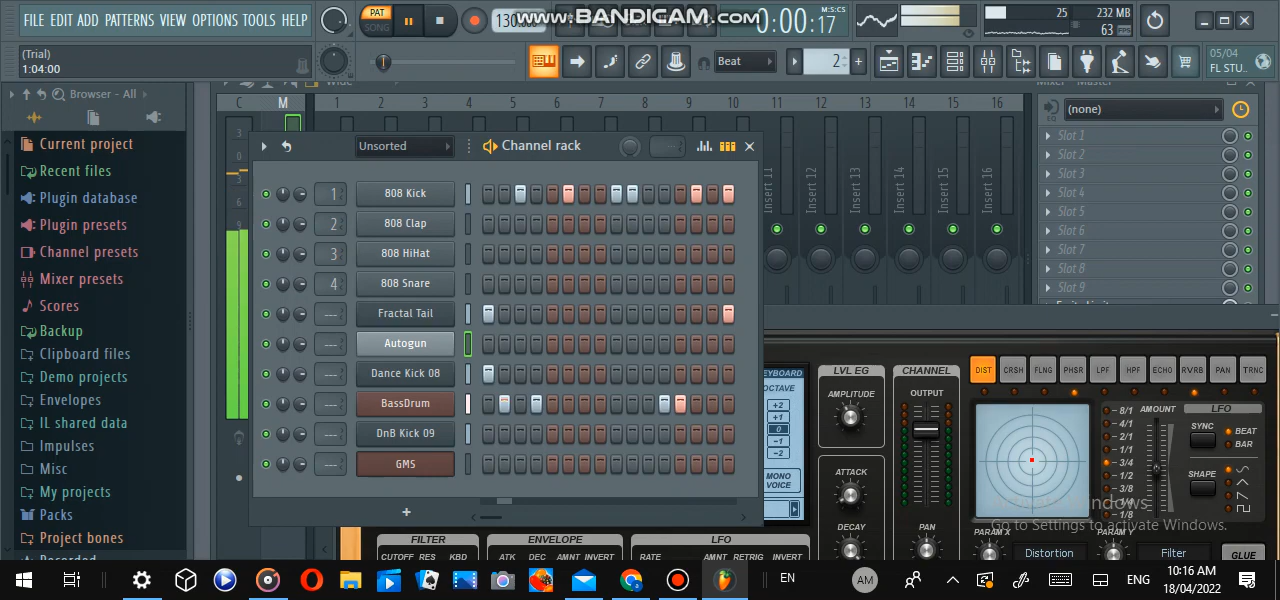 FILE EDIT ADD PATTERNS VIEW OPTIONS TOOLS HELP
PAT
SONG
130.000
www.BANDICAM.com
0:00:17
M:S:CS
25
232 MB
63
(Trial)
1:04:00
Beat
2
05/04
FL STU..
Browser - All
Current project
Recent files
Plugin database
Plugin presets
Channel presets
Mixer presets
Scores
Backup
Clipboard files
Demo projects
Envelopes
IL shared data
Impulses
Misc
My projects
Packs
Project bones
Recorded
C M 1 2 3 4 5 6 7 8 9 10 11 12 13 14 15 16
Unsorted
Channel rack
1 808 Kick
2 808 Clap
3 808 HiHat
4 808 Snare
--- Fractal Tail
--- Autogun
--- Dance Kick 08
--- BassDrum
--- DnB Kick 09
--- GMS
Insert 11
Insert 12
Insert 13
Insert 14
Insert 15
Insert 16
Mixer - Master
(none)
Slot 1
Slot 2
Slot 3
Slot 4
Slot 5
Slot 6
Slot 7
Slot 8
Slot 9
KEYBOARD
OCTAVE
+2
+1
0
-1
-2
MONO
VOICE
LVL EG
AMPLITUDE
ATTACK
DECAY
CHANNEL
OUTPUT
PAN
DIST CRSH FLNG PHSR LPF HPF ECHO RVRB PAN TRNC
8/1
4/1
2/1
1/1
3/4
1/2
3/8
1/4
1/8
AMOUNT
LFO
SYNC
BEAT
BAR
SHAPE
PARAM X
Distortion
PARAM Y
Filter
GLUE
Activate Windows
Go to Settings to activate Windows.
FILTER
CUTOFF RES KBD
ENVELOPE
ATK DEC AMNT INVERT
LFO
RATE AMNT RETRIG INVERT
EN
AM
ENG
10:16 AM
18/04/2022